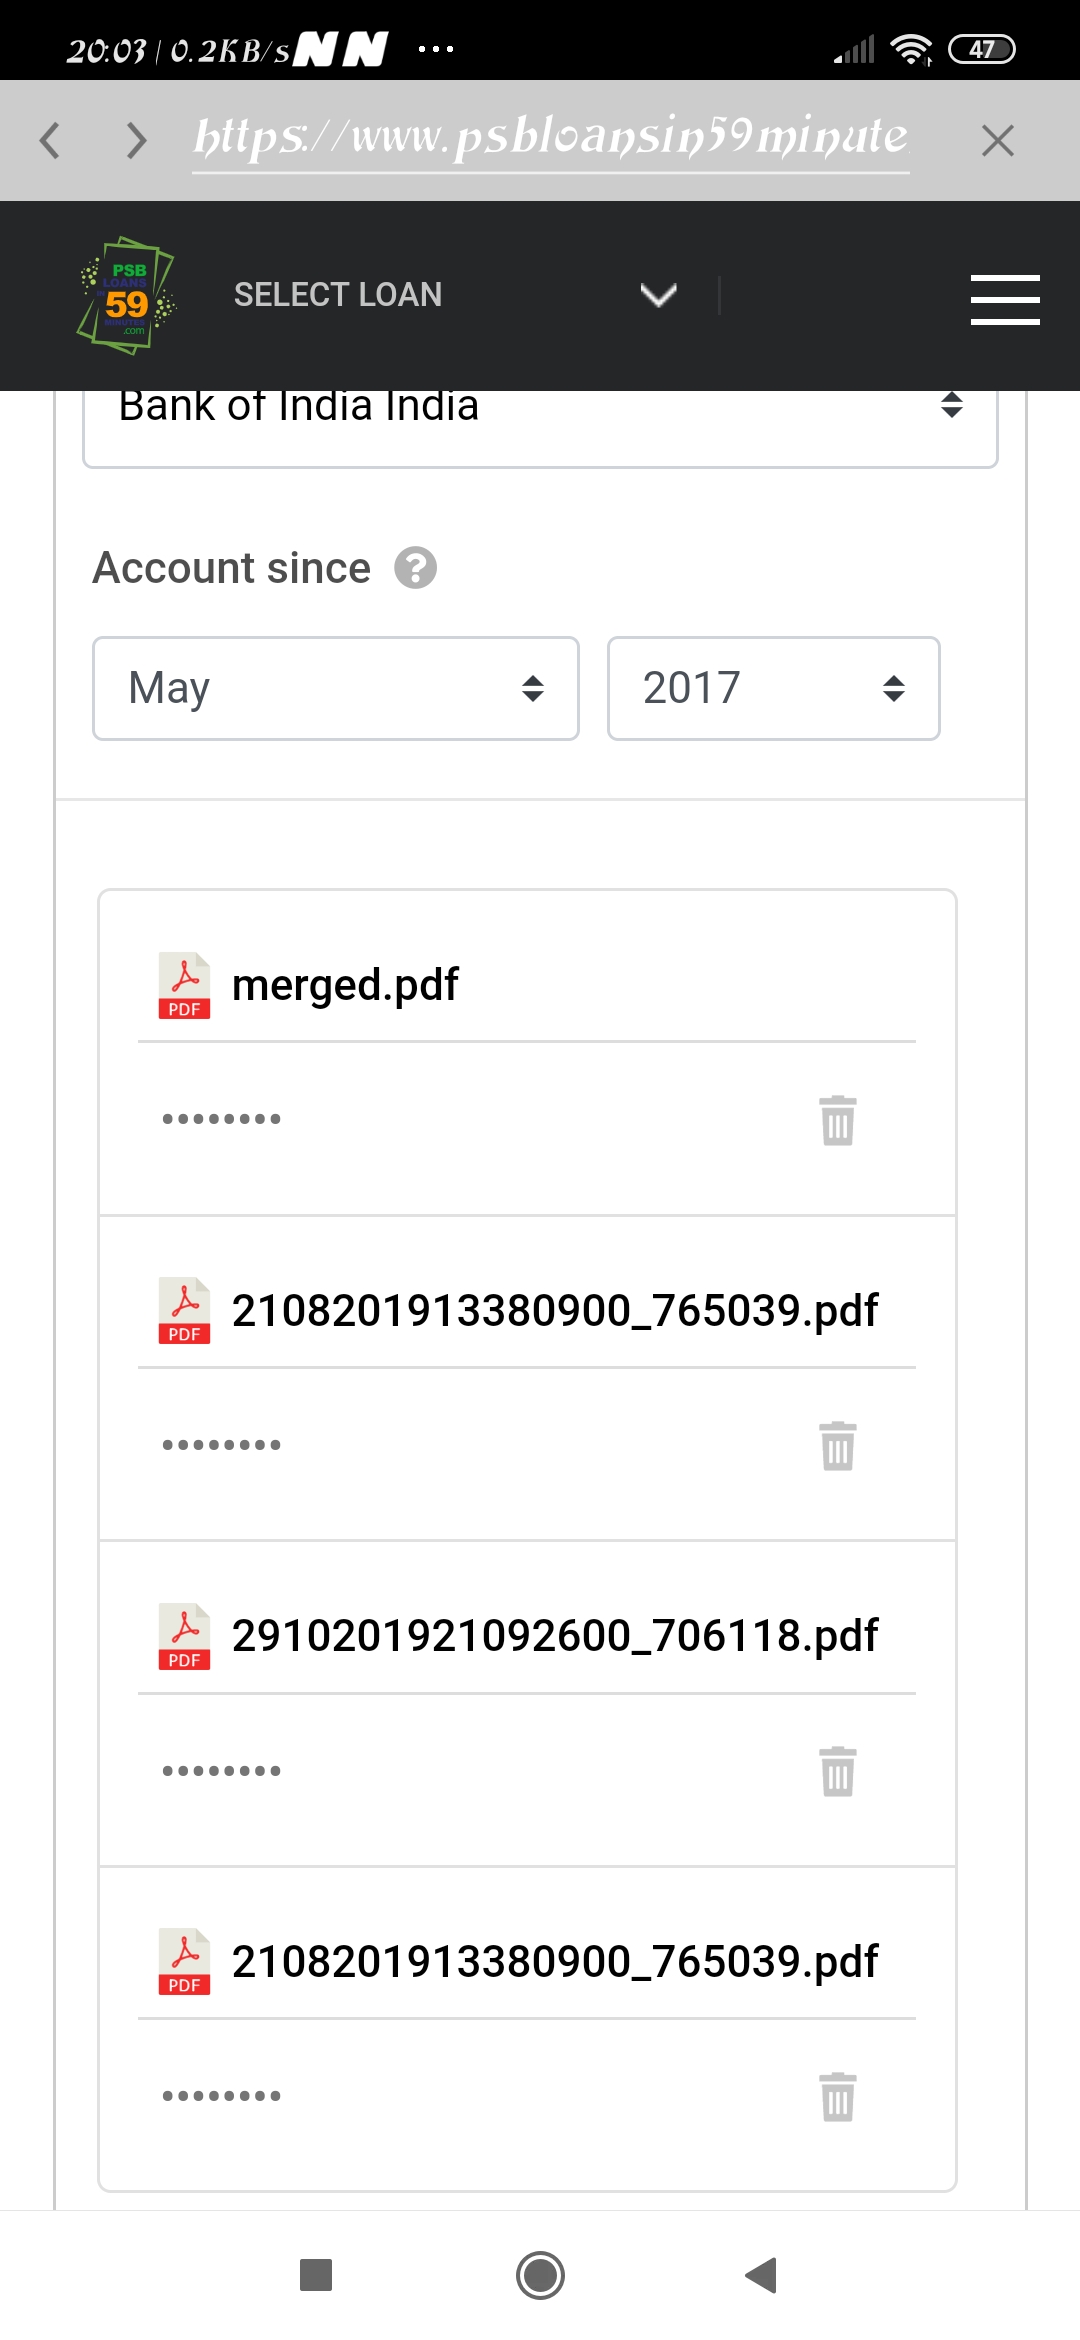 20:03 | 0.2KB/s N N ...
47
https://www.psbloansin59minute
PSB
LOANS
59
MINUTES
.com
SELECT LOAN
Bank of India India
Account since ?
May
2017
PDF merged.pdf
••••••••
PDF 2108201913380900_765039.pdf
••••••••
PDF 2910201921092600_706118.pdf
••••••••
PDF 2108201913380900_765039.pdf
••••••••